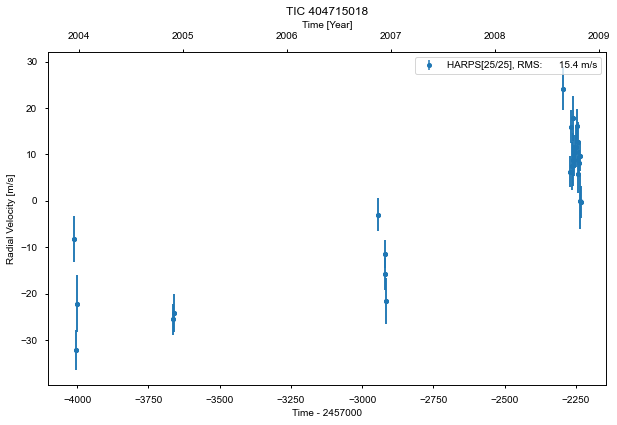 TIC 404715018
Time [Year]
2004 2005 2006 2007 2008 2009
HARPS[25/25], RMS: 15.4 m/s
30
20
10
0
−10
−20
−30
Radial Velocity [m/s]
−4000 −3750 −3500 −3250 −3000 −2750 −2500 −2250
Time - 2457000